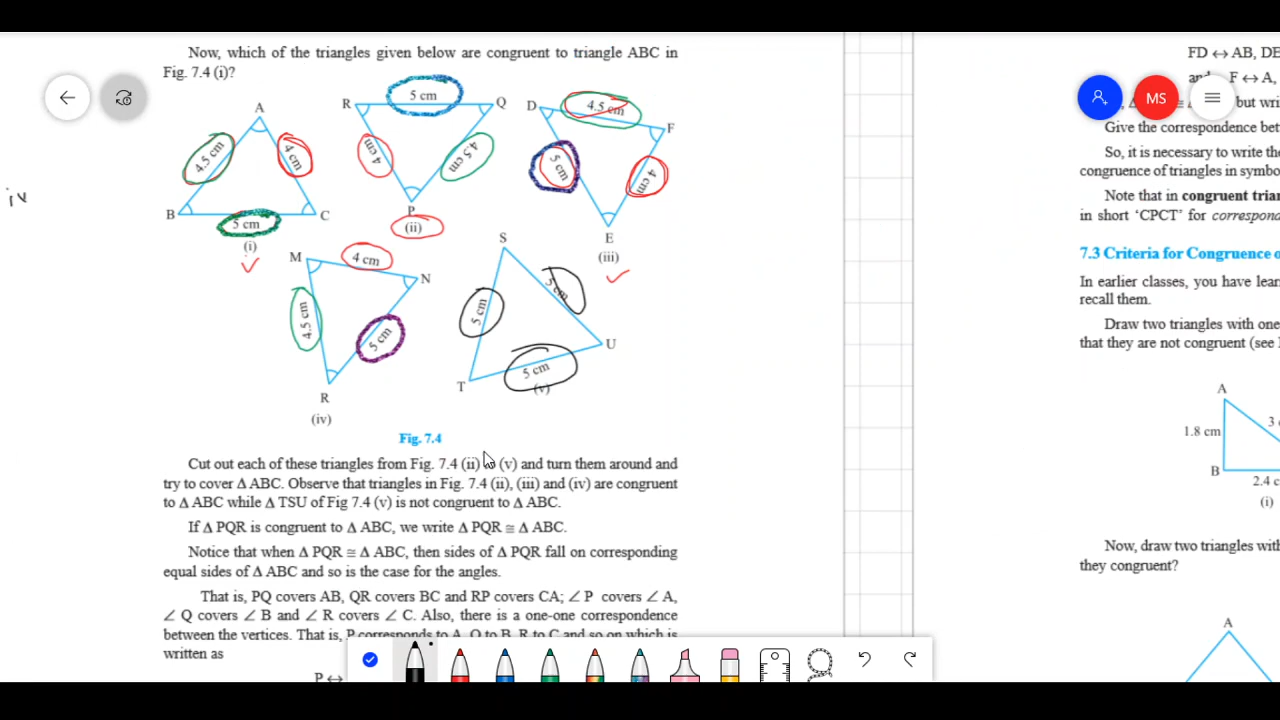 Now, which of the triangles given below are congruent to triangle ABC in
Fig. 7.4 (i)?
A
4.5 cm
4 cm
B
5 cm
C
(i)
R
5 cm
Q
4 cm
4.5 cm
P
(ii)
D
4.5 cm
F
5 cm
4 cm
E
(iii)
iv
M
4 cm
N
4.5 cm
5 cm
R
(iv)
S
5 cm
5 cm
U
T
5 cm
(v)
Fig. 7.4
Cut out each of these triangles from Fig. 7.4 (ii) (v) and turn them around and
try to cover Δ ABC. Observe that triangles in Fig. 7.4 (ii), (iii) and (iv) are congruent
to Δ ABC while Δ TSU of Fig 7.4 (v) is not congruent to Δ ABC.
If Δ PQR is congruent to Δ ABC, we write Δ PQR ≅ Δ ABC.
Notice that when Δ PQR ≅ Δ ABC, then sides of Δ PQR fall on corresponding
equal sides of Δ ABC and so is the case for the angles.
That is, PQ covers AB, QR covers BC and RP covers CA; ∠ P covers ∠ A,
∠ Q covers ∠ B and ∠ R covers ∠ C. Also, there is a one-one correspondence
between the vertices. That is, P corresponds to A, Q to B, R to C and so on which is
written as
P ↔
FD ↔ AB, DE
and F ↔ A,
≅ but wri
Give the correspondence bet
So, it is necessary to write the
congruence of triangles in symbo
Note that in congruent trian
in short ‘CPCT’ for correspond
7.3 Criteria for Congruence o
In earlier classes, you have lear
recall them.
Draw two triangles with one
that they are not congruent (see
A
1.8 cm
3 c
B
2.4 c
(i)
Now, draw two triangles with
they congruent?
A
MS